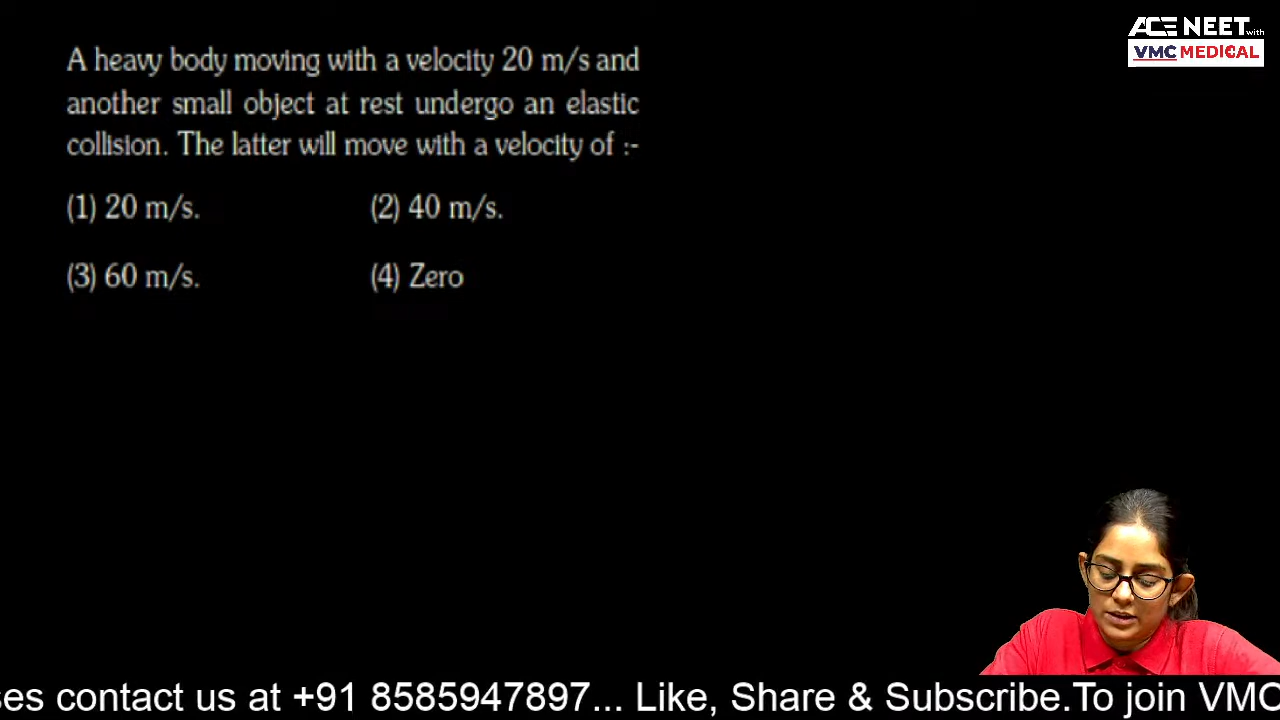 ACE NEET with
VMC MEDICAL
A heavy body moving with a velocity 20 m/s and
another small object at rest undergo an elastic
collision. The latter will move with a velocity of :-
(1) 20 m/s. (2) 40 m/s.
(3) 60 m/s. (4) Zero
ses contact us at +91 8585947897... Like, Share & Subscribe.To join VMC